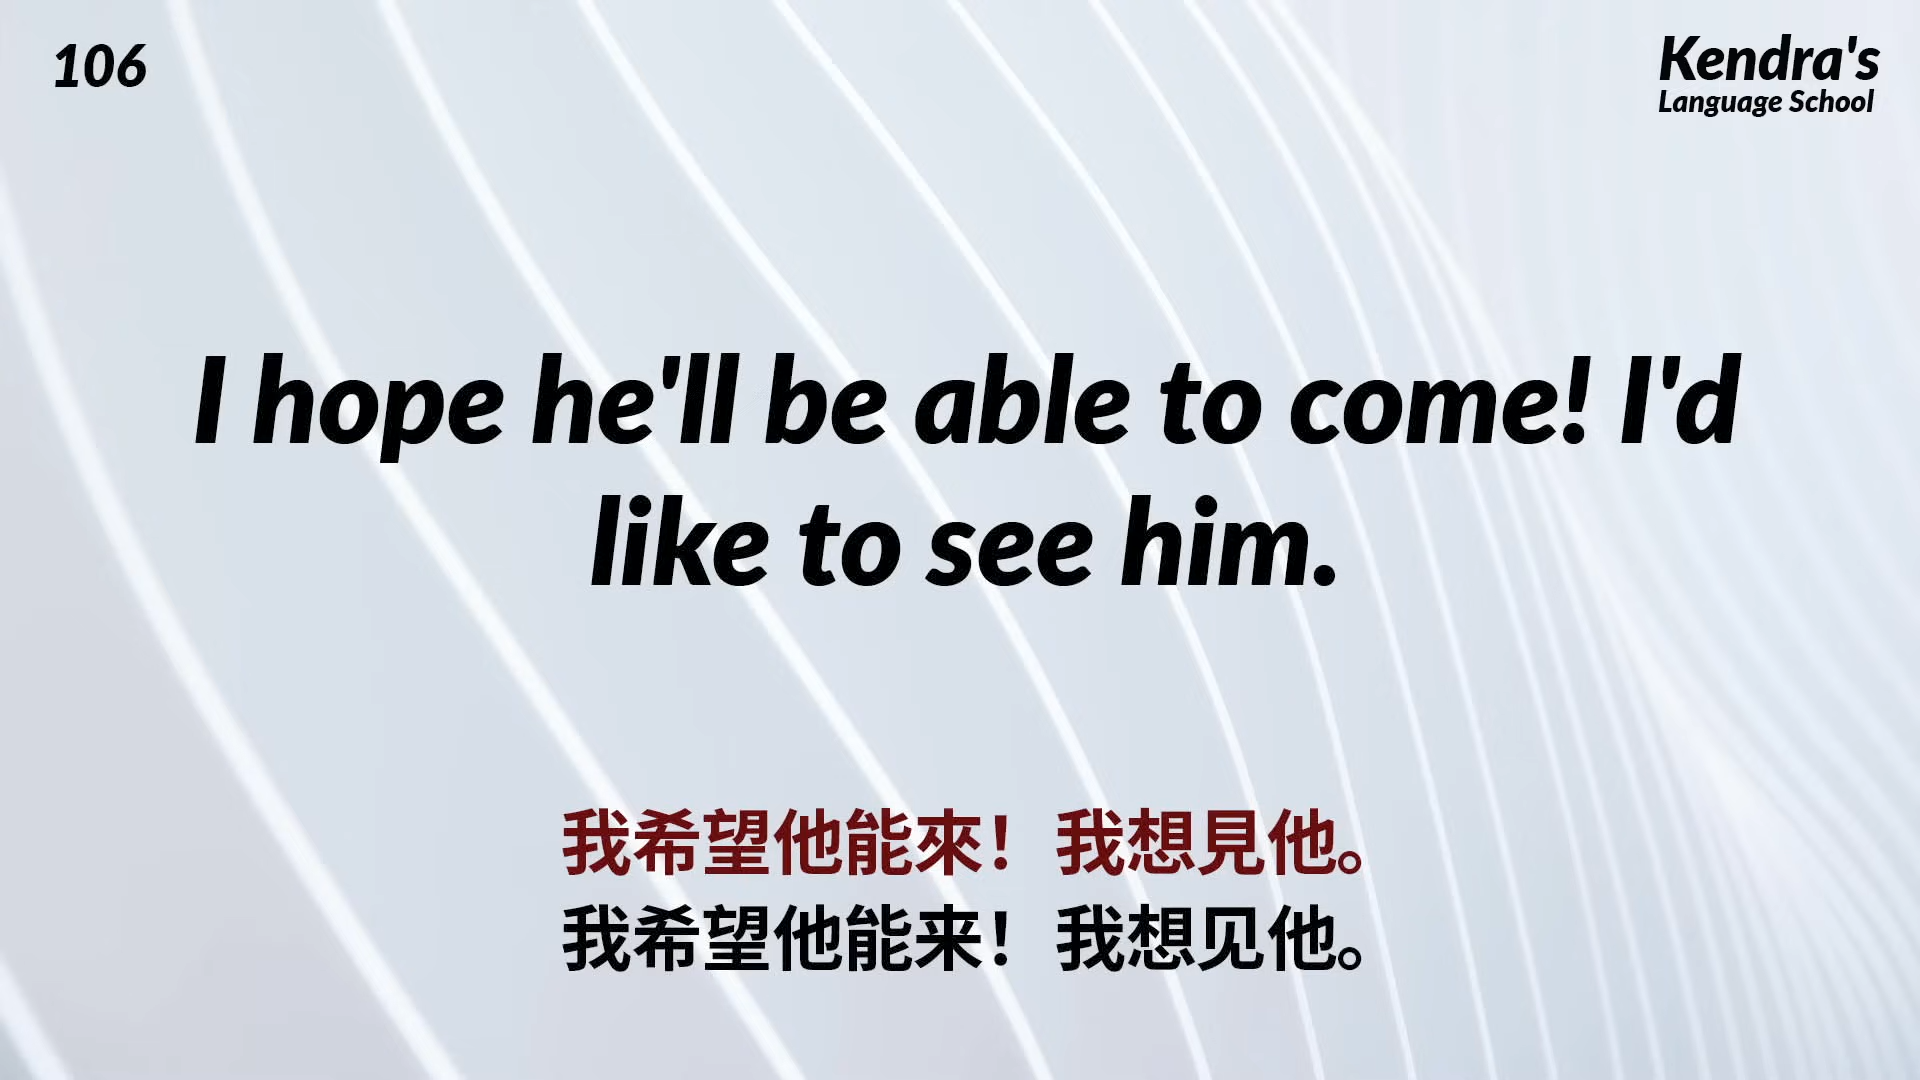 106
Kendra's
Language School
I hope he'll be able to come! I'd
like to see him.
我希望他能來！我想見他。
我希望他能来！我想见他。